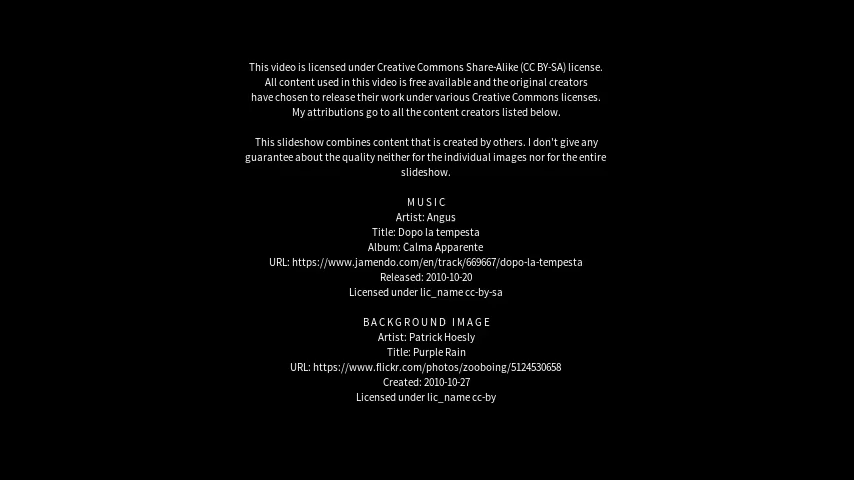 This video is licensed under Creative Commons Share-Alike (CC BY-SA) license.
All content used in this video is free available and the original creators
have chosen to release their work under various Creative Commons licenses.
My attributions go to all the content creators listed below.
This slideshow combines content that is created by others. I don't give any
guarantee about the quality neither for the individual images nor for the entire
slideshow.
MUSIC
Artist: Angus
Title: Dopo la tempesta
Album: Calma Apparente
URL: https://www.jamendo.com/en/track/669667/dopo-la-tempesta
Released: 2010-10-20
Licensed under lic_name cc-by-sa
BACKGROUND IMAGE
Artist: Patrick Hoesly
Title: Purple Rain
URL: https://www.flickr.com/photos/zooboing/5124530658
Created: 2010-10-27
Licensed under lic_name cc-by